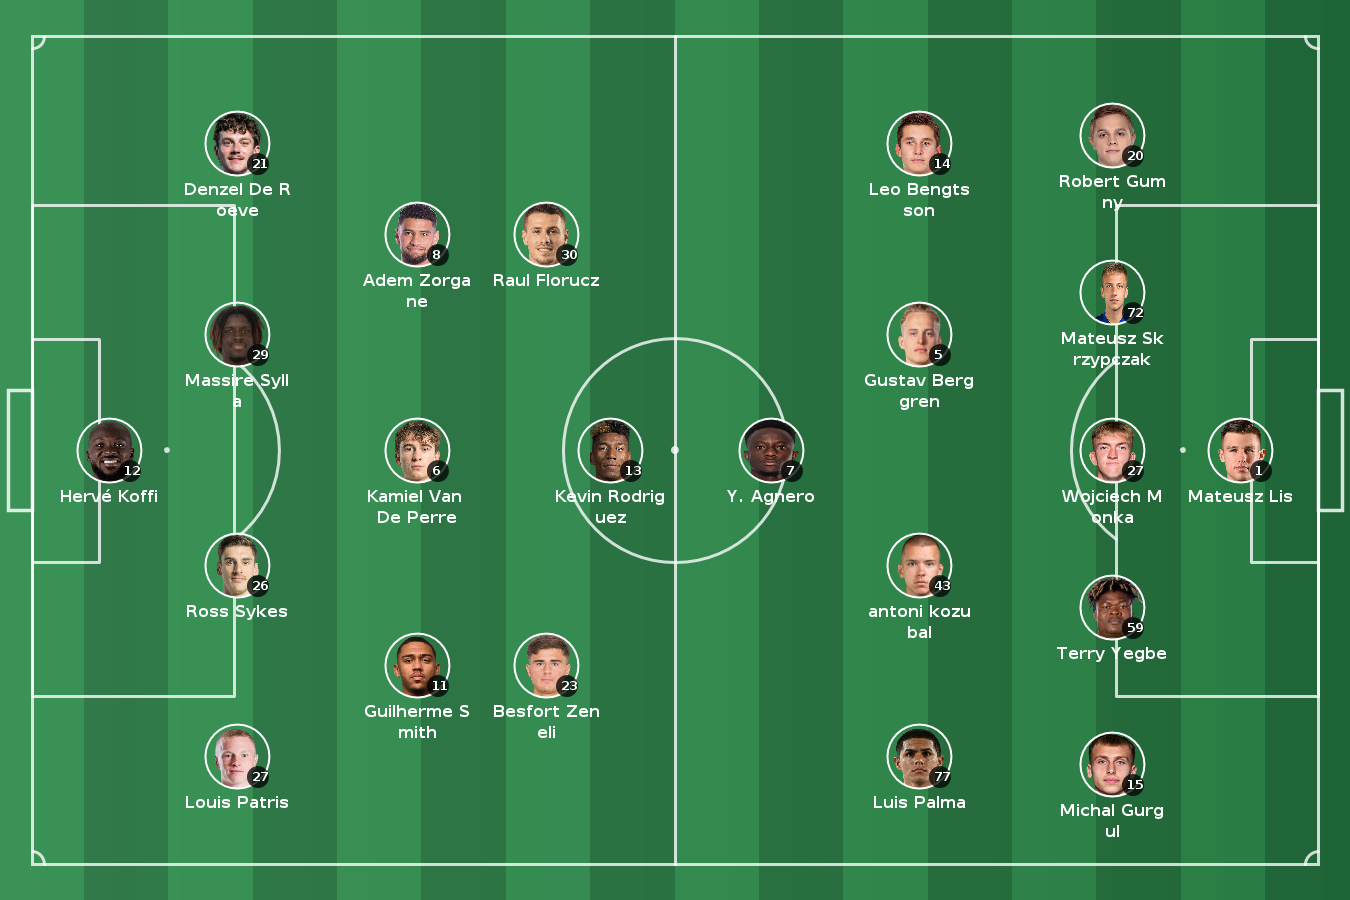 21
Denzel De R
oeve
8
Adem Zorga
ne
30
Raul Florucz
29
Massire Syll
a
12
Hervé Koffi
6
Kamiel Van
De Perre
13
Kevin Rodrig
uez
26
Ross Sykes
11
Guilherme S
mith
23
Besfort Zen
eli
27
Louis Patris
14
Leo Bengts
son
20
Robert Gum
ny
72
Mateusz Sk
rzypczak
5
Gustav Berg
gren
7
Y. Agnero
27
Wojciech M
onka
1
Mateusz Lis
43
antoni kozu
bal
59
Terry Yegbe
77
Luis Palma
15
Michal Gurg
ul